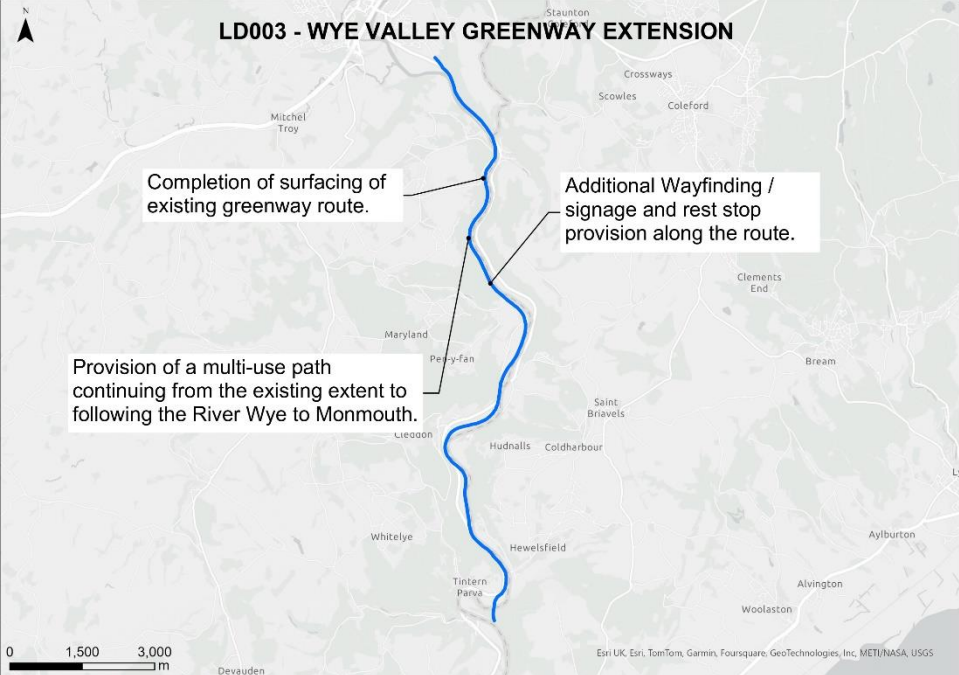 N
LD003 - WYE VALLEY GREENWAY EXTENSION
Staunton
Coleford
Crossways
Scowles
Coleford
Mitchel
Troy
Completion of surfacing of
existing greenway route.
Additional Wayfinding /
signage and rest stop
provision along the route.
Clements
End
Maryland
Pen-y-fan
Bream
Provision of a multi-use path
continuing from the existing extent to
following the River Wye to Monmouth.
Saint
Briavels
Cleddon
Hudnalls
Coldharbour
Whitelye
Hewelsfield
Aylburton
Tintern
Parva
Alvington
Woolaston
0 1,500 3,000
m
Devauden
Esri UK, Esri, TomTom, Garmin, Foursquare, GeoTechnologies, Inc, METI/NASA, USGS